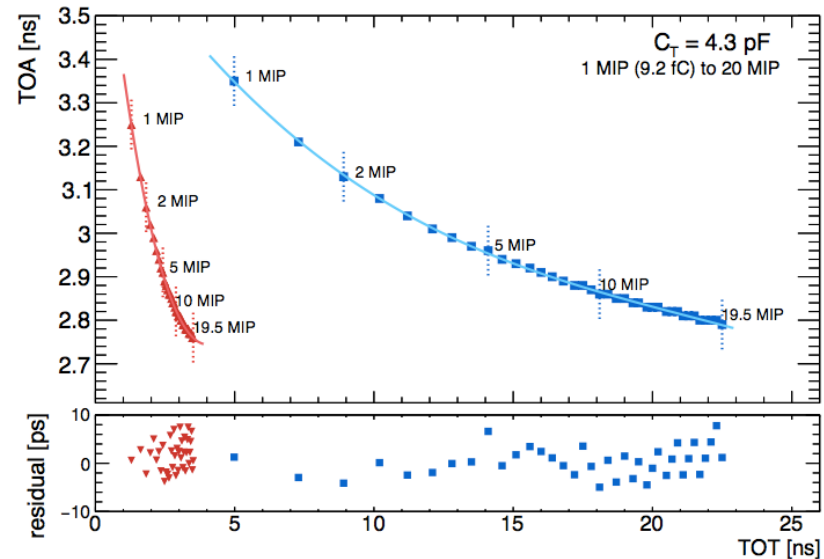 TOA [ns]
3.5
3.4
3.3
3.2
3.1
3
2.9
2.8
2.7
C_T = 4.3 pF
1 MIP (9.2 fC) to 20 MIP
1 MIP
2 MIP
5 MIP
10 MIP
19.5 MIP
1 MIP
2 MIP
5 MIP
10 MIP
19.5 MIP
residual [ps]
10
0
−10
0 5 10 15 20 25
TOT [ns]